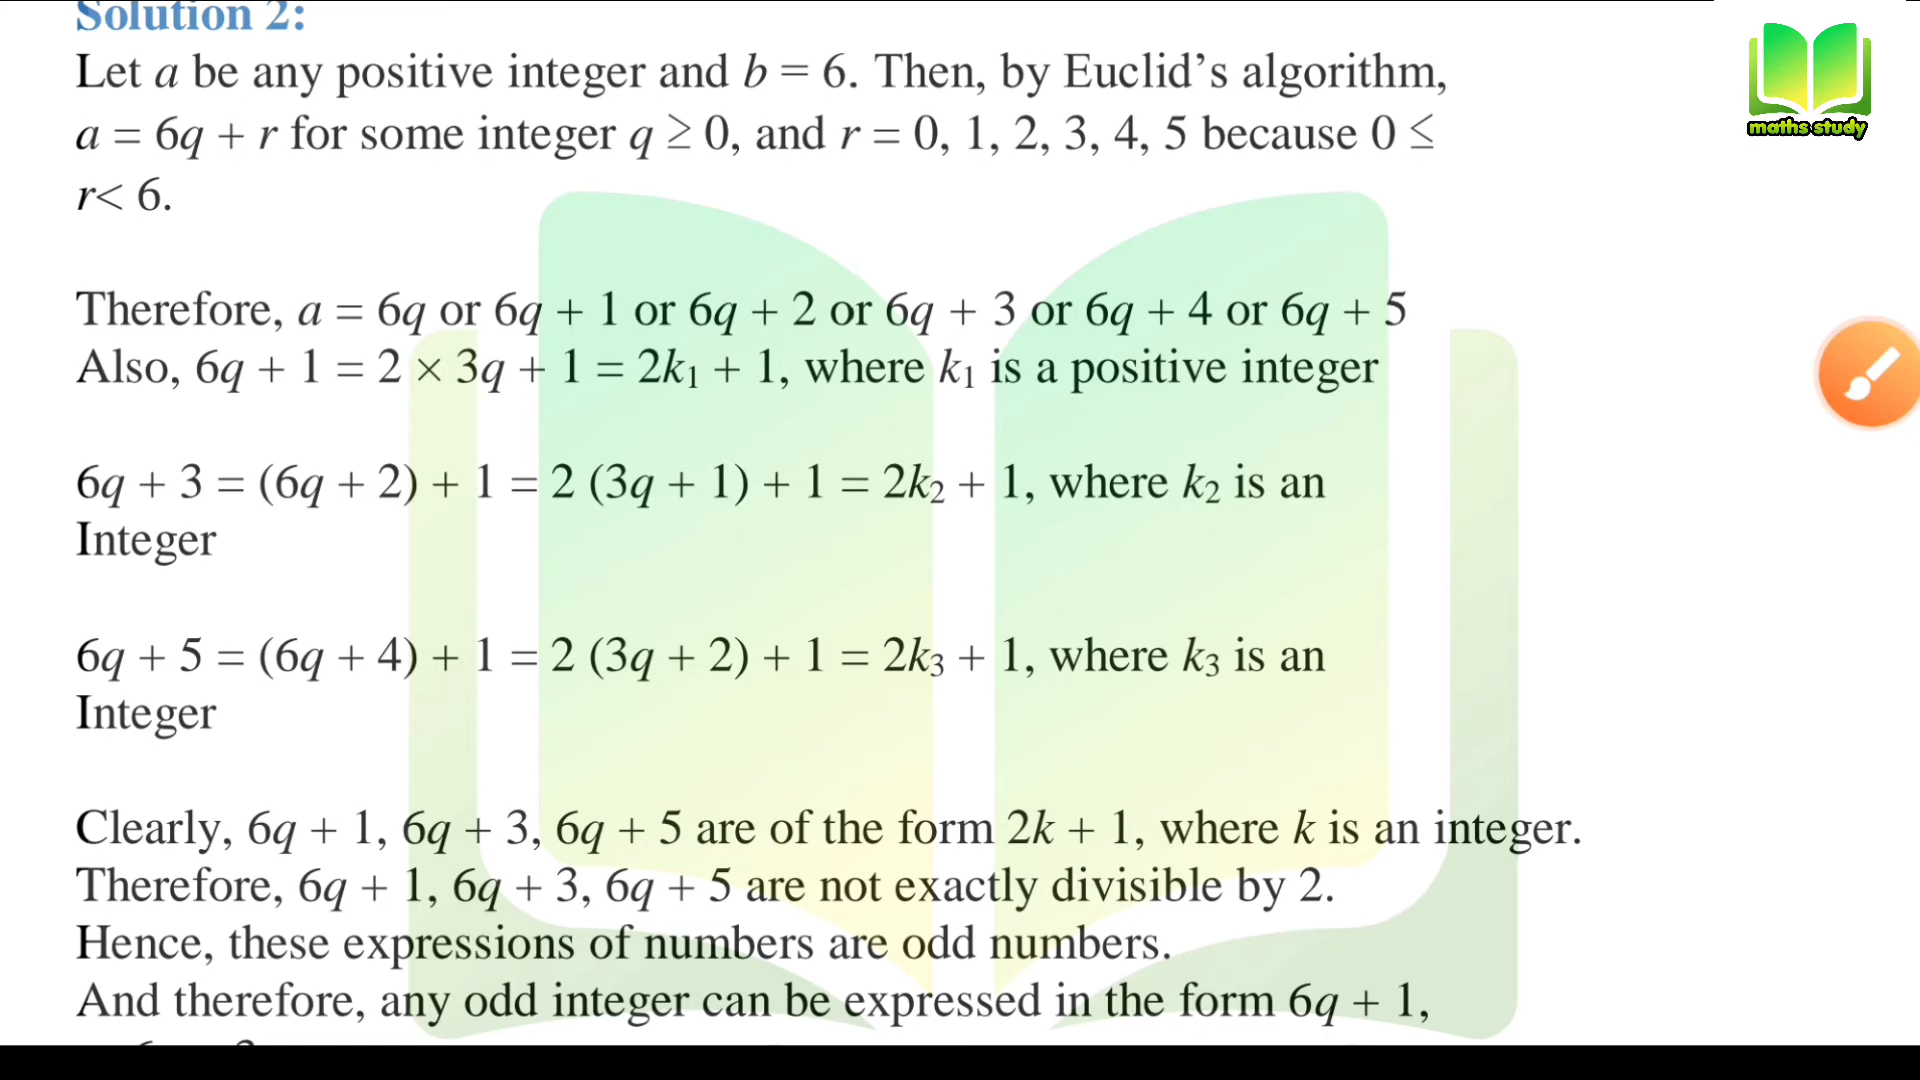 Solution 2:
Let a be any positive integer and b = 6. Then, by Euclid’s algorithm,
a = 6q + r for some integer q ≥ 0, and r = 0, 1, 2, 3, 4, 5 because 0 ≤
r< 6.
Therefore, a = 6q or 6q + 1 or 6q + 2 or 6q + 3 or 6q + 4 or 6q + 5
Also, 6q + 1 = 2 × 3q + 1 = 2k₁ + 1, where k₁ is a positive integer
6q + 3 = (6q + 2) + 1 = 2 (3q + 1) + 1 = 2k₂ + 1, where k₂ is an
Integer
6q + 5 = (6q + 4) + 1 = 2 (3q + 2) + 1 = 2k₃ + 1, where k₃ is an
Integer
Clearly, 6q + 1, 6q + 3, 6q + 5 are of the form 2k + 1, where k is an integer.
Therefore, 6q + 1, 6q + 3, 6q + 5 are not exactly divisible by 2.
Hence, these expressions of numbers are odd numbers.
And therefore, any odd integer can be expressed in the form 6q + 1,
maths study